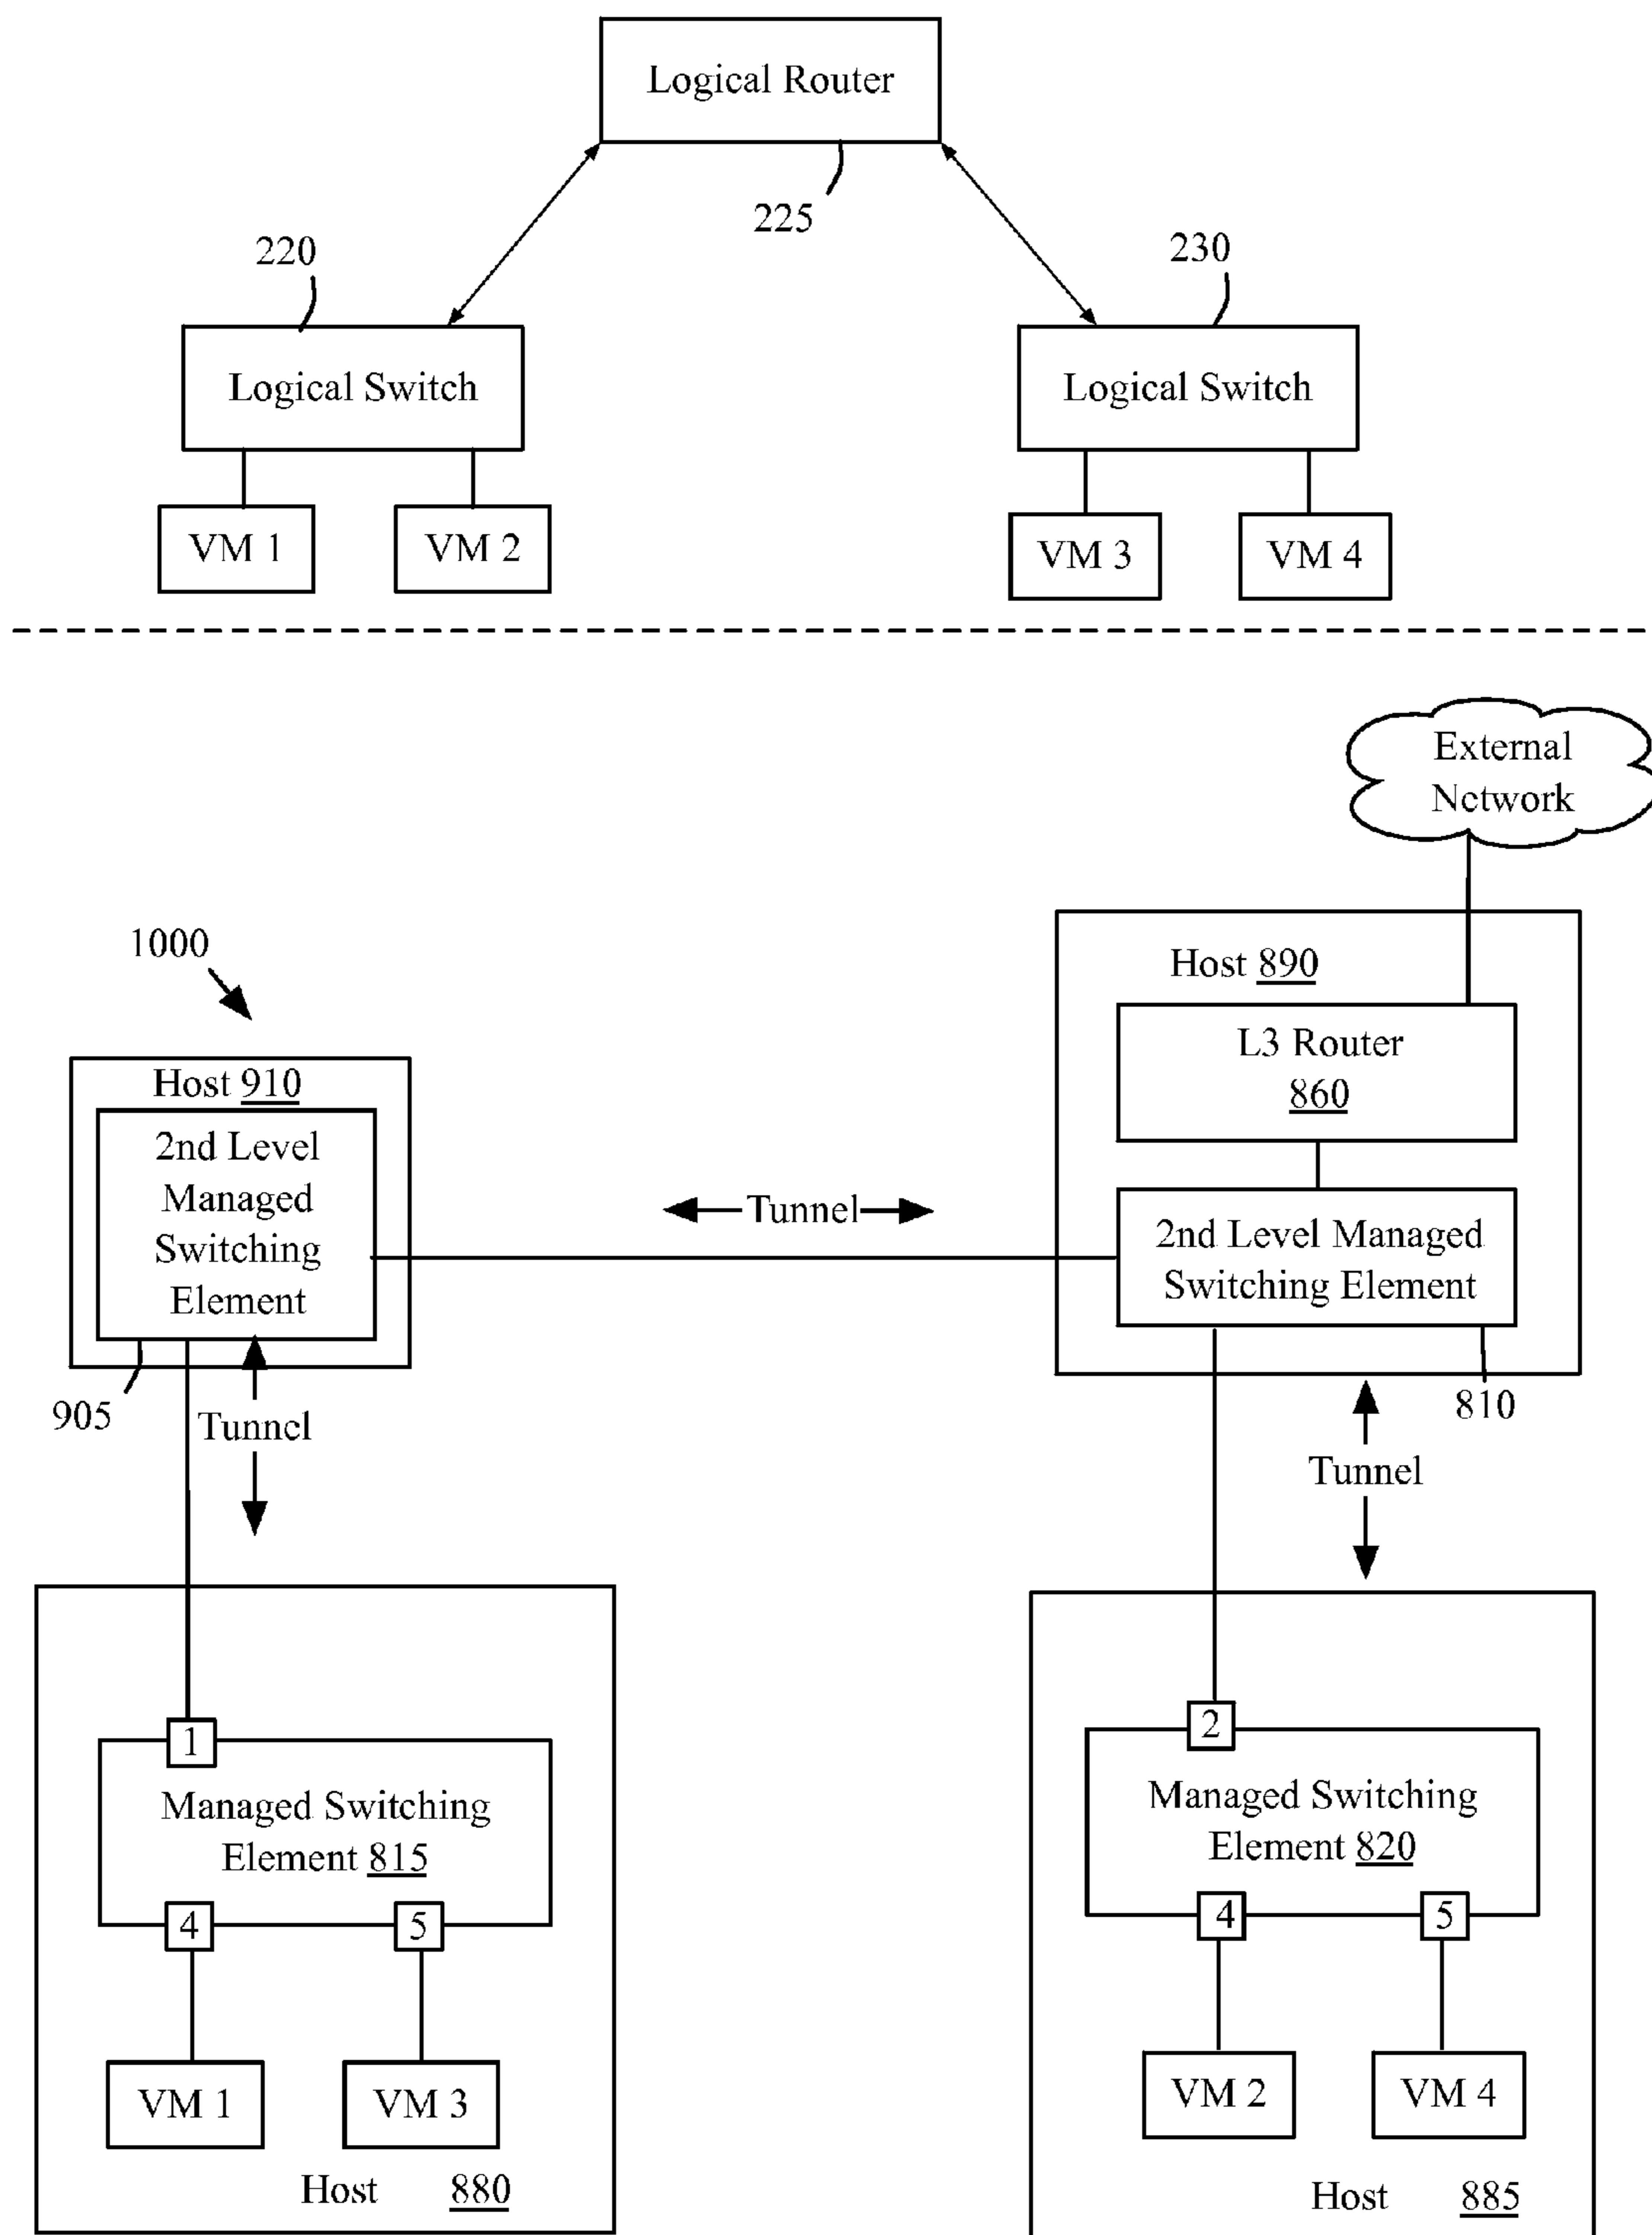 Logical Router
225
220
230
Logical Switch
Logical Switch
VM 1
VM 2
VM 3
VM 4
External
Network
1000
Host 890
L3 Router
860
Host 910
2nd Level
Managed
Switching
Element
Tunnel
2nd Level Managed
Switching Element
905
Tunnel
810
Tunnel
1
Managed Switching
Element 815
4
5
VM 1
VM 3
Host 880
2
Managed Switching
Element 820
4
5
VM 2
VM 4
Host 885